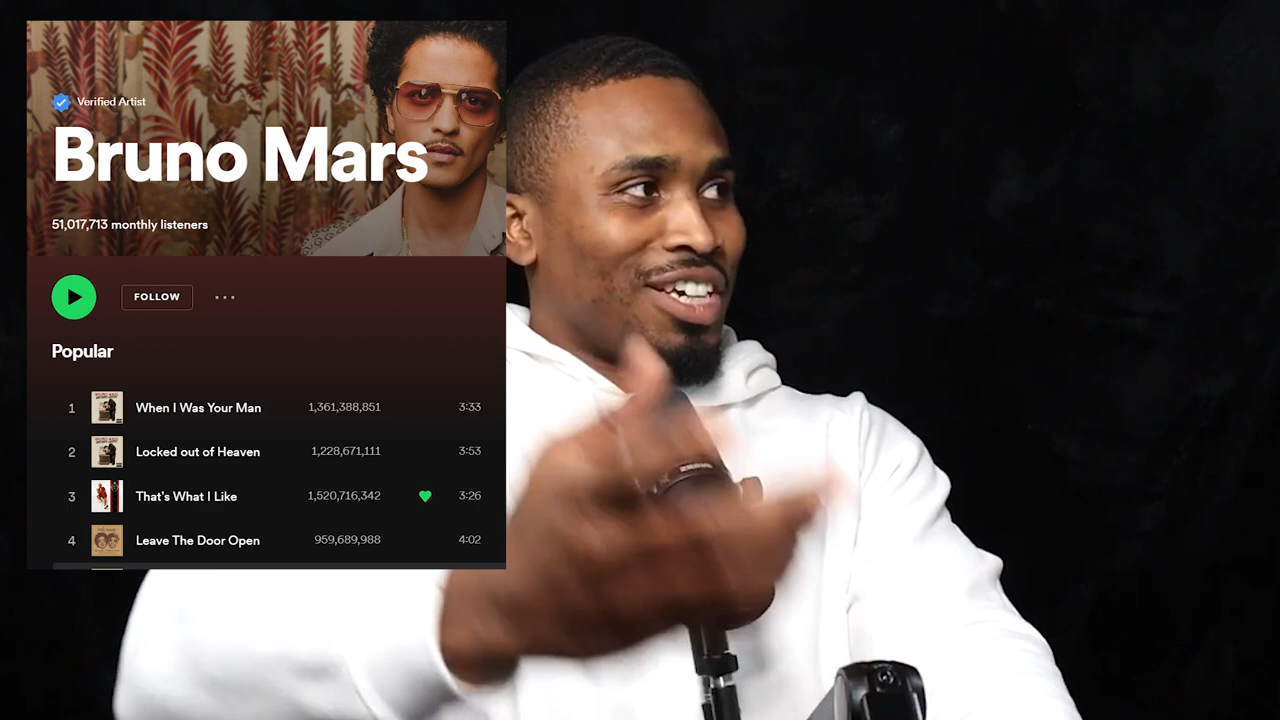 Verified Artist
Bruno Mars
51,017,713 monthly listeners
FOLLOW
Popular
1 When I Was Your Man 1,361,388,851 3:33
2 Locked out of Heaven 1,228,671,111 3:53
3 That's What I Like 1,520,716,342 3:26
4 Leave The Door Open 959,689,988 4:02